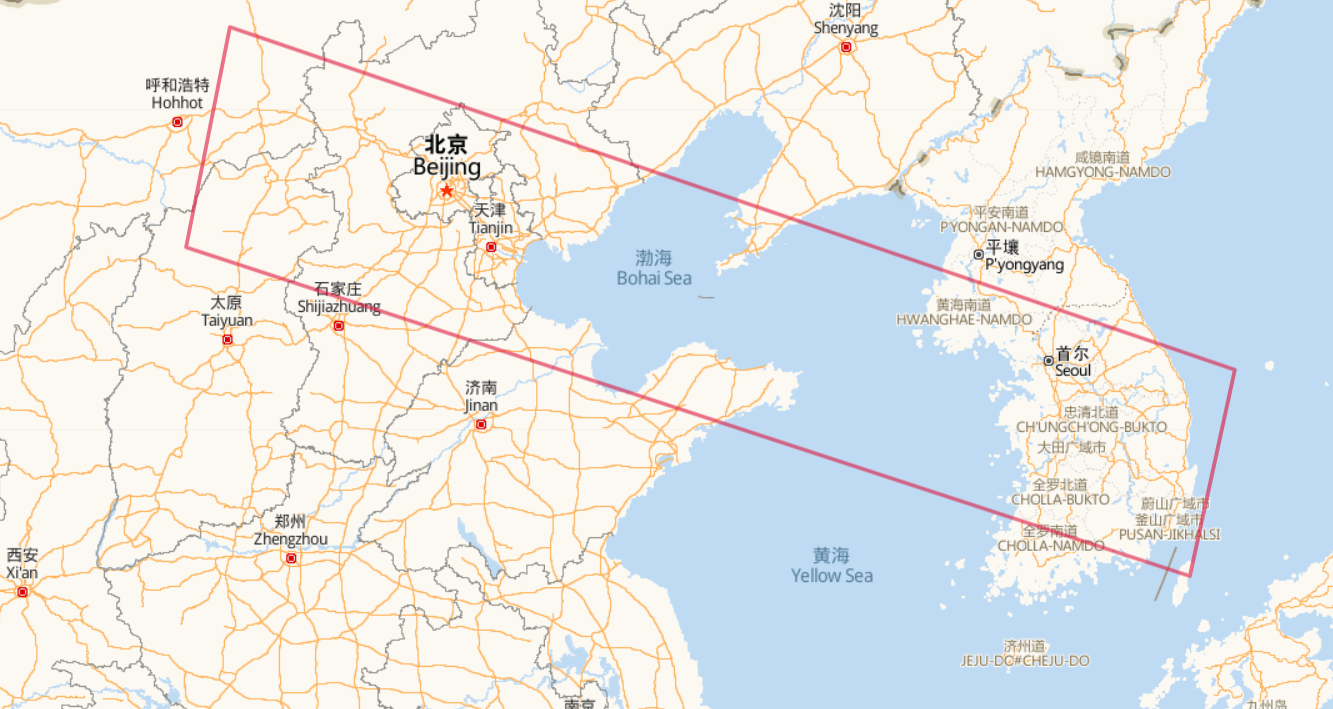 沈阳
Shenyang
呼和浩特
Hohhot
北京
Beijing
咸镜南道
HAMGYONG-NAMDO
天津
Tianjin
平安南道
P'YONGAN-NAMDO
平壤
P'yongyang
渤海
Bohai Sea
石家庄
Shijiazhuang
太原
Taiyuan
黄海南道
HWANGHAE-NAMDO
首尔
Seoul
济南
Jinan
忠清北道
CH'UNGCH'ONG-BUKTO
大田广域市
全罗北道
CHOLLA-BUKTO
蔚山广域市
釜山广域市
PUSAN-JIKHALSI
郑州
Zhengzhou
全罗南道
CHOLLA-NAMDO
西安
Xi'an
黄海
Yellow Sea
济州道
JEJU-DO#CHEJU-DO
南京
九州岛